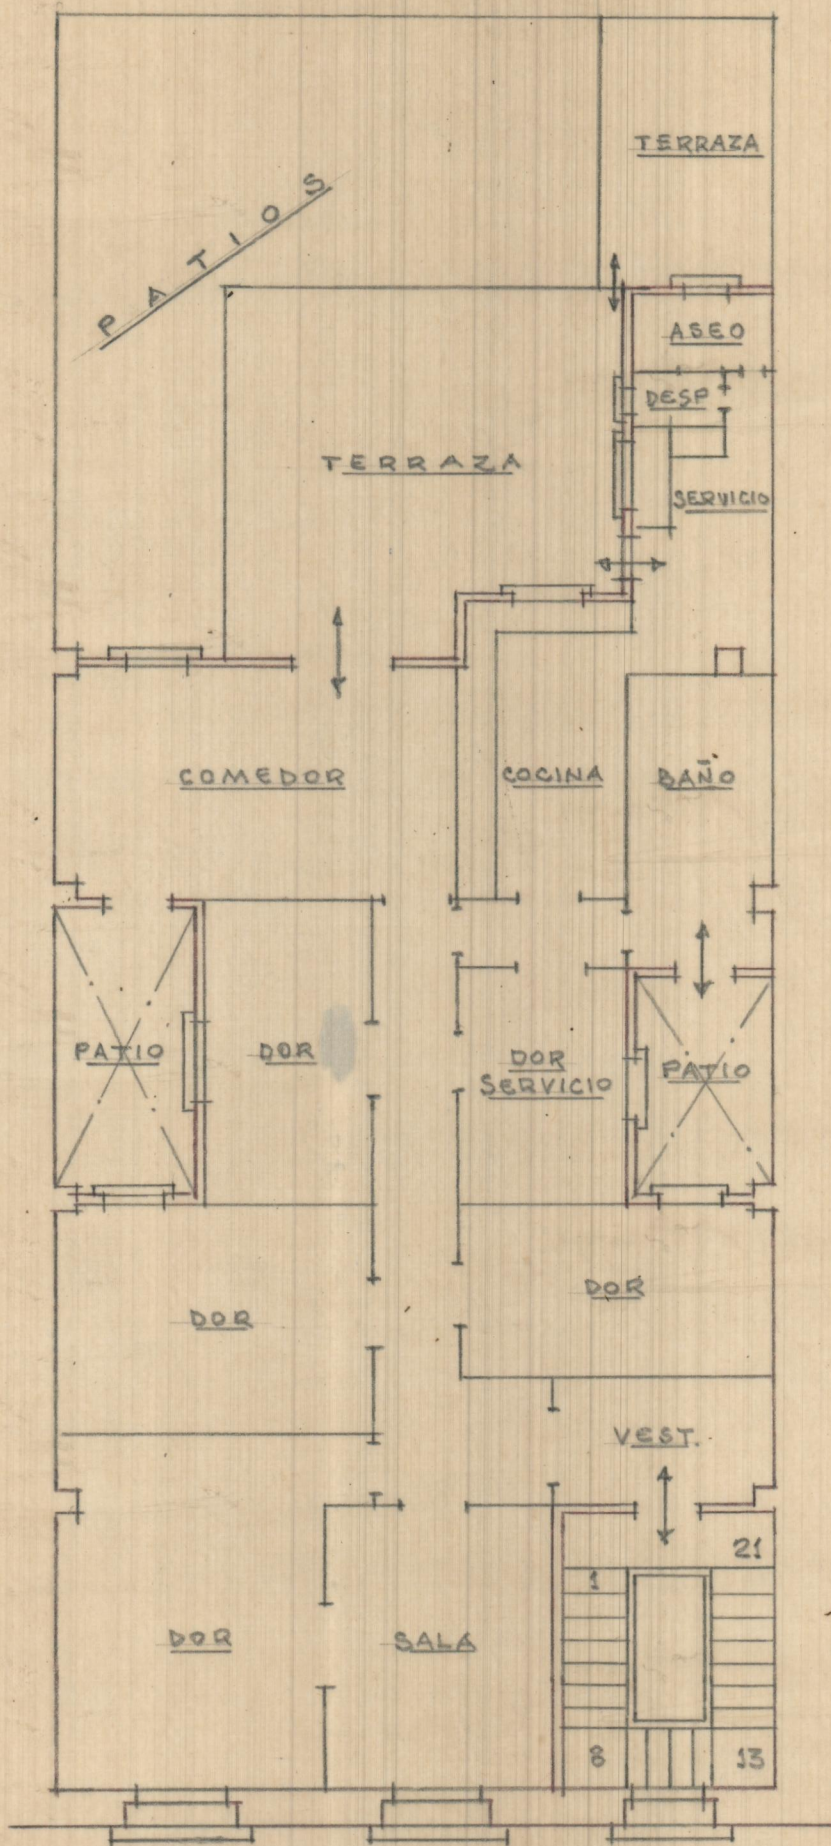 TERRAZA
PATIOS
ASEO
DESP
TERRAZA
SERVICIO
COMEDOR
COCINA
BAÑO
PATIO
DOR
DOR
SERVICIO
PATIO
DOR
DOR
VEST.
21
1
DOR
SALA
8
13